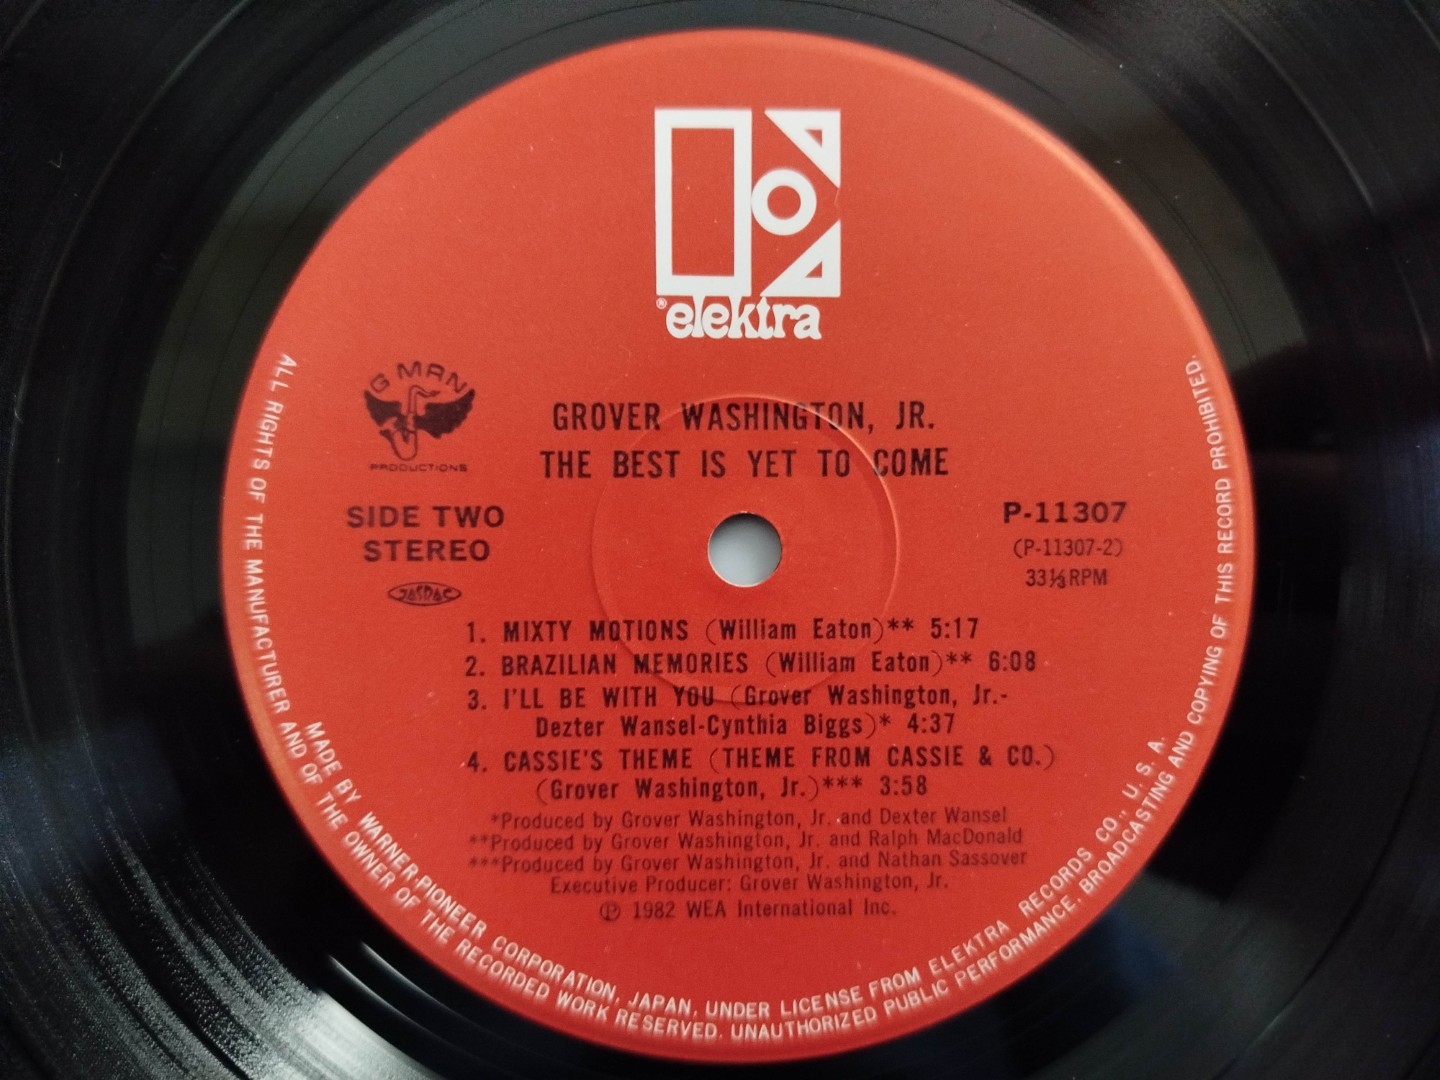 ® elektra
G MAN
PRODUCTIONS
GROVER WASHINGTON, JR.
THE BEST IS YET TO COME
SIDE TWO
STEREO
JASRAC
P-11307
(P-11307-2)
33⅓ RPM
1. MIXTY MOTIONS (William Eaton)** 5:17
2. BRAZILIAN MEMORIES (William Eaton)** 6:08
3. I'LL BE WITH YOU (Grover Washington, Jr.-
Dezter Wansel-Cynthia Biggs)* 4:37
4. CASSIE'S THEME (THEME FROM CASSIE & CO.)
(Grover Washington, Jr.)*** 3:58
*Produced by Grover Washington, Jr. and Dexter Wansel
**Produced by Grover Washington, Jr. and Ralph MacDonald
***Produced by Grover Washington, Jr. and Nathan Sassover
Executive Producer: Grover Washington, Jr.
℗ 1982 WEA International Inc.
MADE BY WARNER-PIONEER CORPORATION, JAPAN, UNDER LICENSE FROM ELEKTRA RECORDS CO., U. S. A.
ALL RIGHTS OF THE MANUFACTURER AND OF THE OWNER OF THE RECORDED WORK RESERVED. UNAUTHORIZED PUBLIC PERFORMANCE, BROADCASTING AND COPYING OF THIS RECORD PROHIBITED.